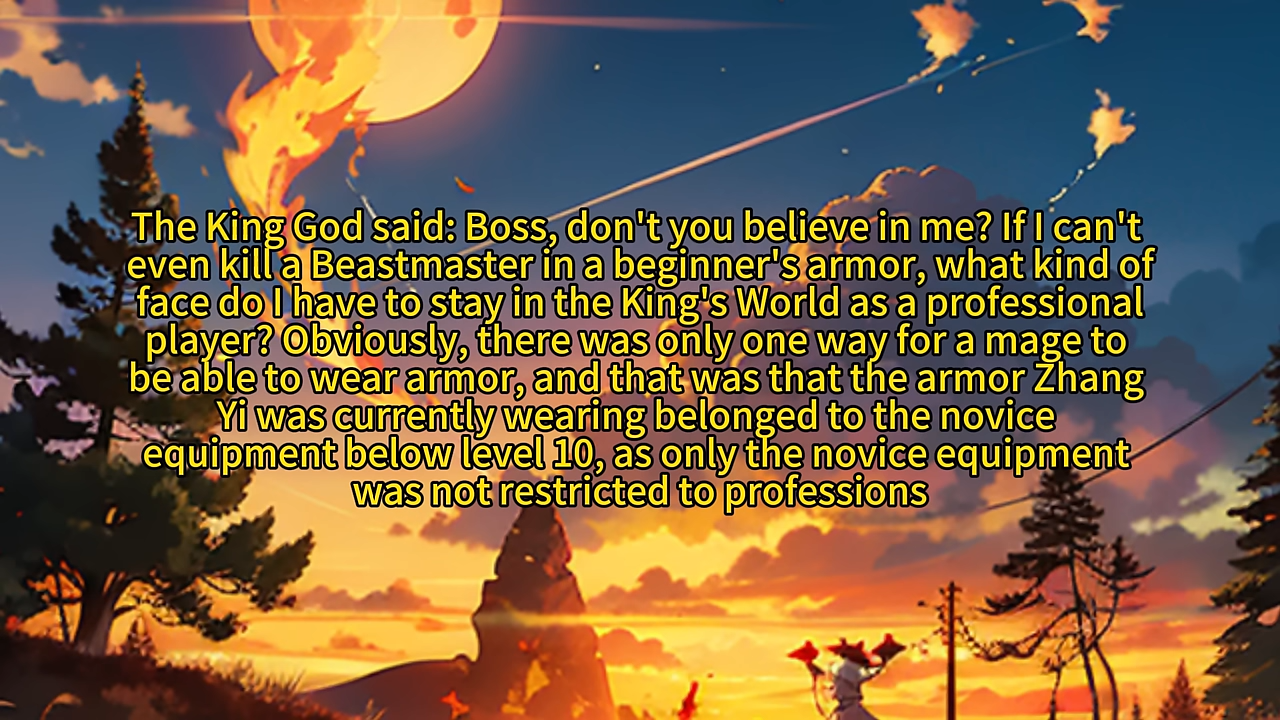 The King God said: Boss, don't you believe in me? If I can't
even kill a Beastmaster in a beginner's armor, what kind of
face do I have to stay in the King's World as a professional
player? Obviously, there was only one way for a mage to
be able to wear armor, and that was that the armor Zhang
Yi was currently wearing belonged to the novice
equipment below level 10, as only the novice equipment
was not restricted to professions